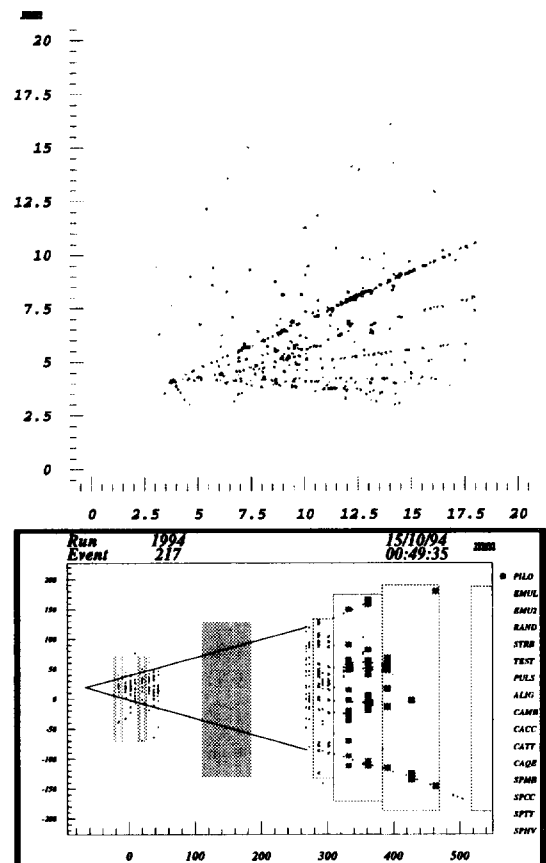 20
17.5
15
12.5
10
7.5
5
2.5
0
0 2.5 5 7.5 10 12.5 15 17.5 20
Run 1994 15/10/94
Event 217 00:49:35
200
150
100
50
0
-50
-100
-150
-200
0 100 200 300 400 500
PILO
EMUL
EMU2
RAND
STRB
TEST
PULS
ALIG
CAMB
CACC
CATY
CAQE
SPMB
SPCC
SPTY
SPHV